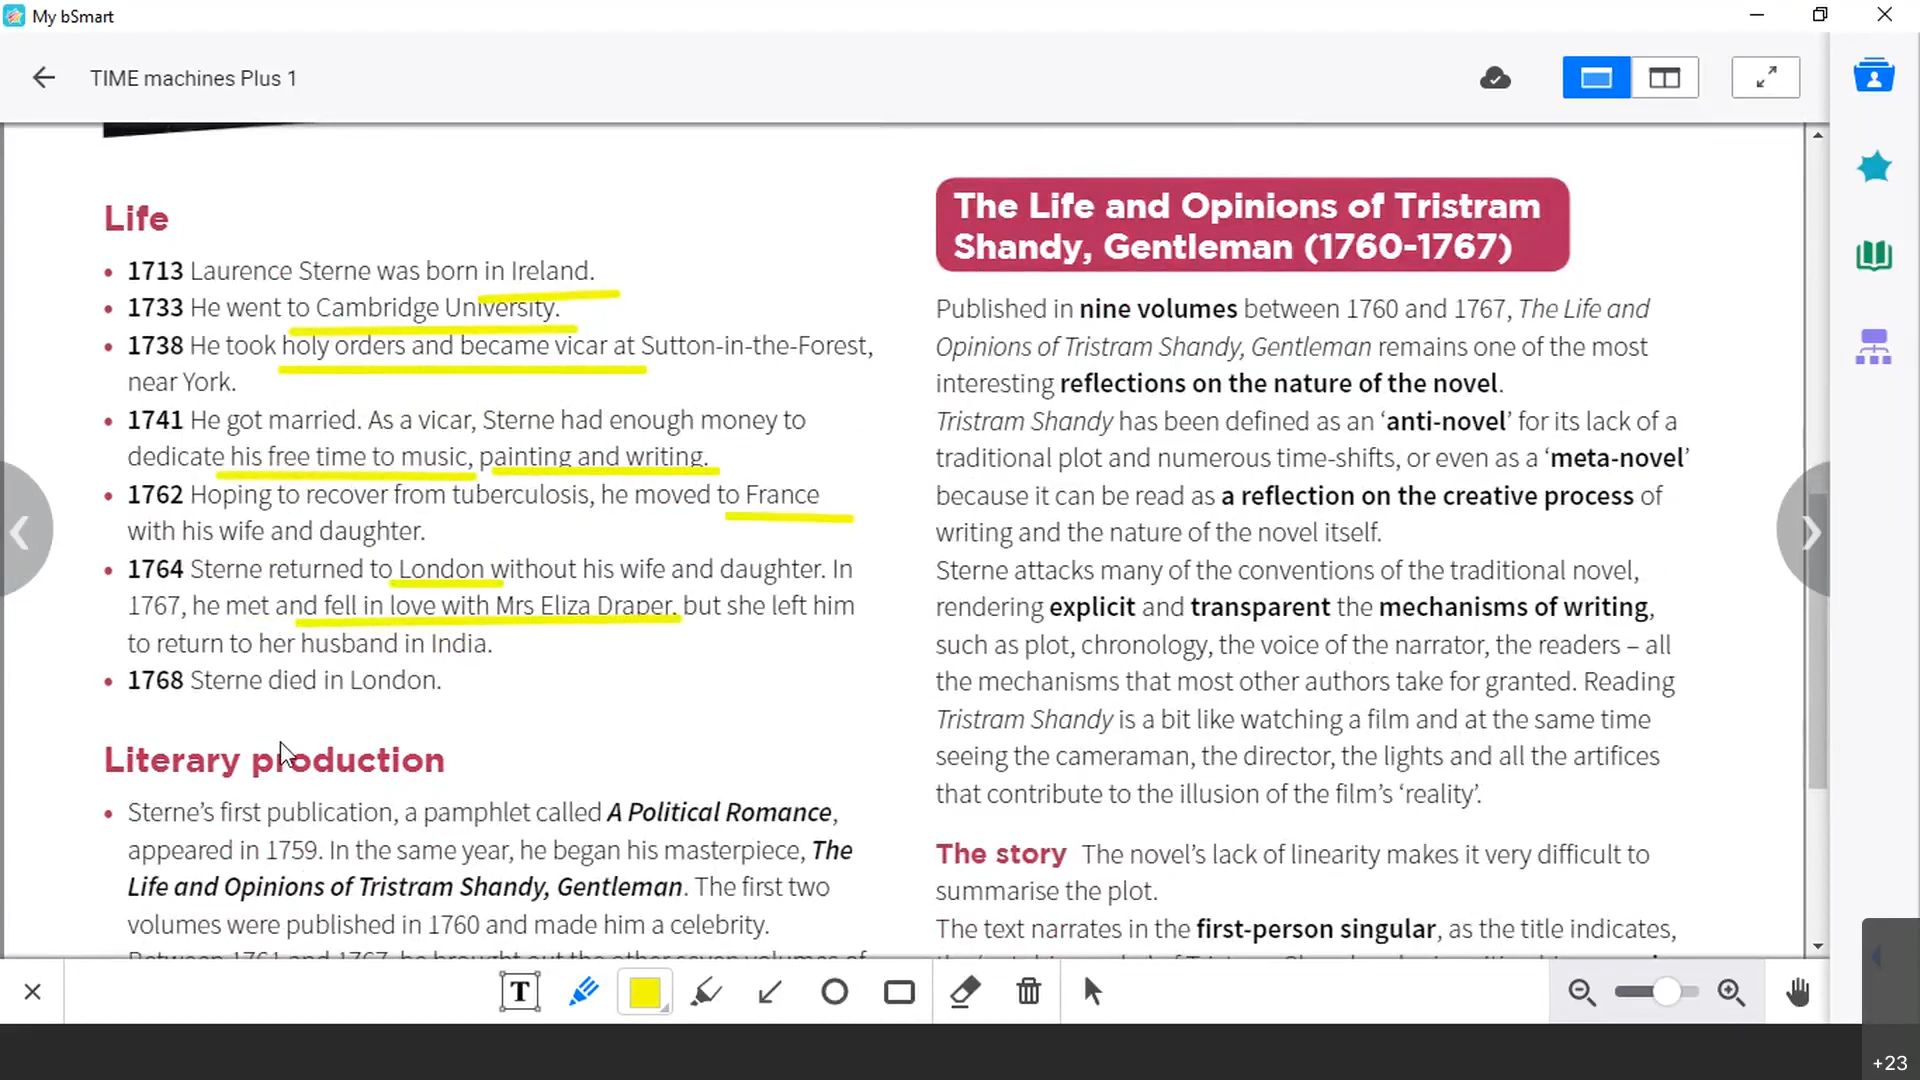 My bSmart
TIME machines Plus 1
Life
• 1713 Laurence Sterne was born in Ireland.
• 1733 He went to Cambridge University.
• 1738 He took holy orders and became vicar at Sutton-in-the-Forest,
near York.
• 1741 He got married. As a vicar, Sterne had enough money to
dedicate his free time to music, painting and writing.
• 1762 Hoping to recover from tuberculosis, he moved to France
with his wife and daughter.
• 1764 Sterne returned to London without his wife and daughter. In
1767, he met and fell in love with Mrs Eliza Draper, but she left him
to return to her husband in India.
• 1768 Sterne died in London.
Literary production
• Sterne’s first publication, a pamphlet called A Political Romance,
appeared in 1759. In the same year, he began his masterpiece, The
Life and Opinions of Tristram Shandy, Gentleman. The first two
volumes were published in 1760 and made him a celebrity.
Between 1761 and 1767, he brought out the other seven volumes of
The Life and Opinions of Tristram
Shandy, Gentleman (1760-1767)
Published in nine volumes between 1760 and 1767, The Life and
Opinions of Tristram Shandy, Gentleman remains one of the most
interesting reflections on the nature of the novel.
Tristram Shandy has been defined as an ‘anti-novel’ for its lack of a
traditional plot and numerous time-shifts, or even as a ‘meta-novel’
because it can be read as a reflection on the creative process of
writing and the nature of the novel itself.
Sterne attacks many of the conventions of the traditional novel,
rendering explicit and transparent the mechanisms of writing,
such as plot, chronology, the voice of the narrator, the readers – all
the mechanisms that most other authors take for granted. Reading
Tristram Shandy is a bit like watching a film and at the same time
seeing the cameraman, the director, the lights and all the artifices
that contribute to the illusion of the film’s ‘reality’.
The story The novel’s lack of linearity makes it very difficult to
summarise the plot.
The text narrates in the first-person singular, as the title indicates,
T
+23